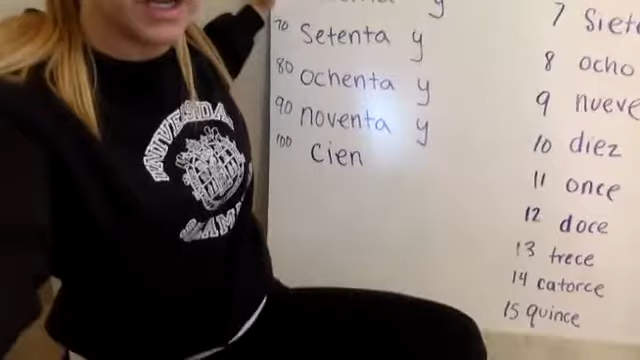 y
70 Setenta y
80 ochenta y
90 noventa y
100 Cien
7 Siete
8 ocho
9 nueve
10 diez
11 once
12 doce
13 trece
14 catorce
15 quince